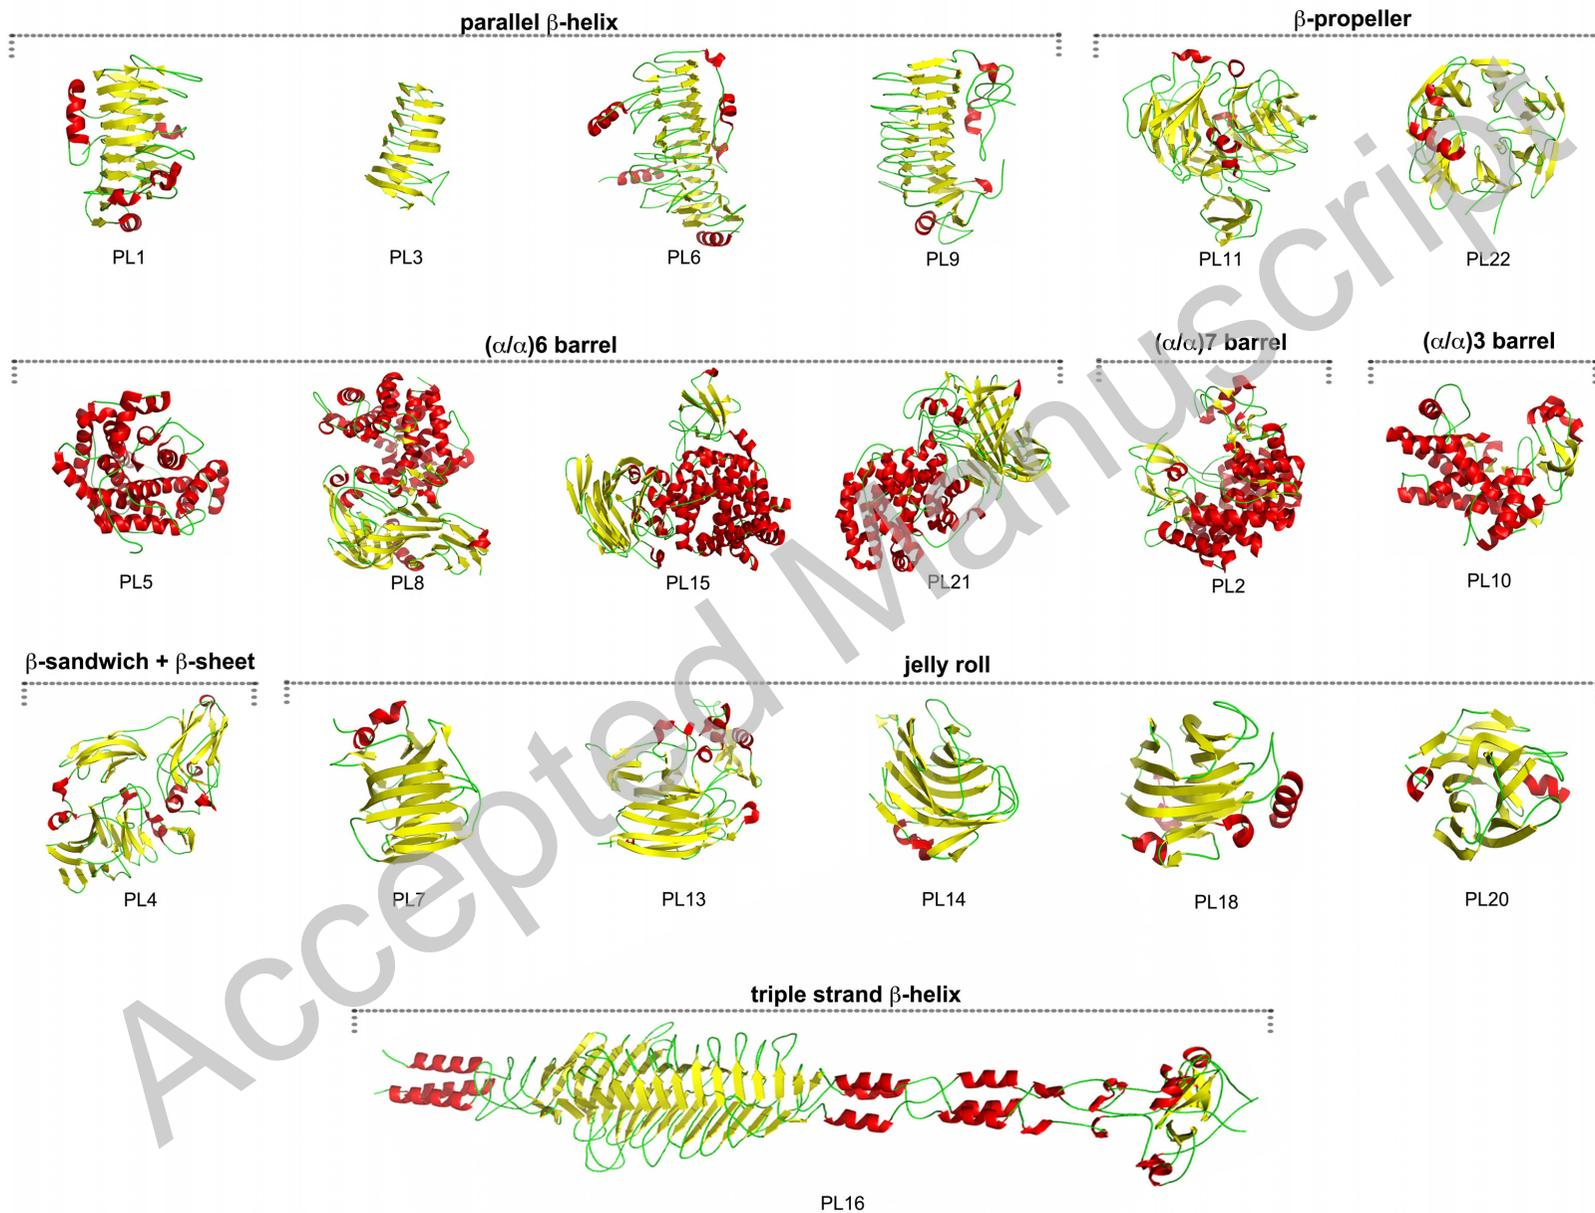 parallel β-helix β-propeller
PL1 PL3 PL6 PL9 PL11 PL22
(α/α)6 barrel (α/α)7 barrel (α/α)3 barrel
PL5 PL8 PL15 PL21 PL2 PL10
β-sandwich + β-sheet jelly roll
PL4 PL7 PL13 PL14 PL18 PL20
triple strand β-helix
PL16
Accepted Manuscript